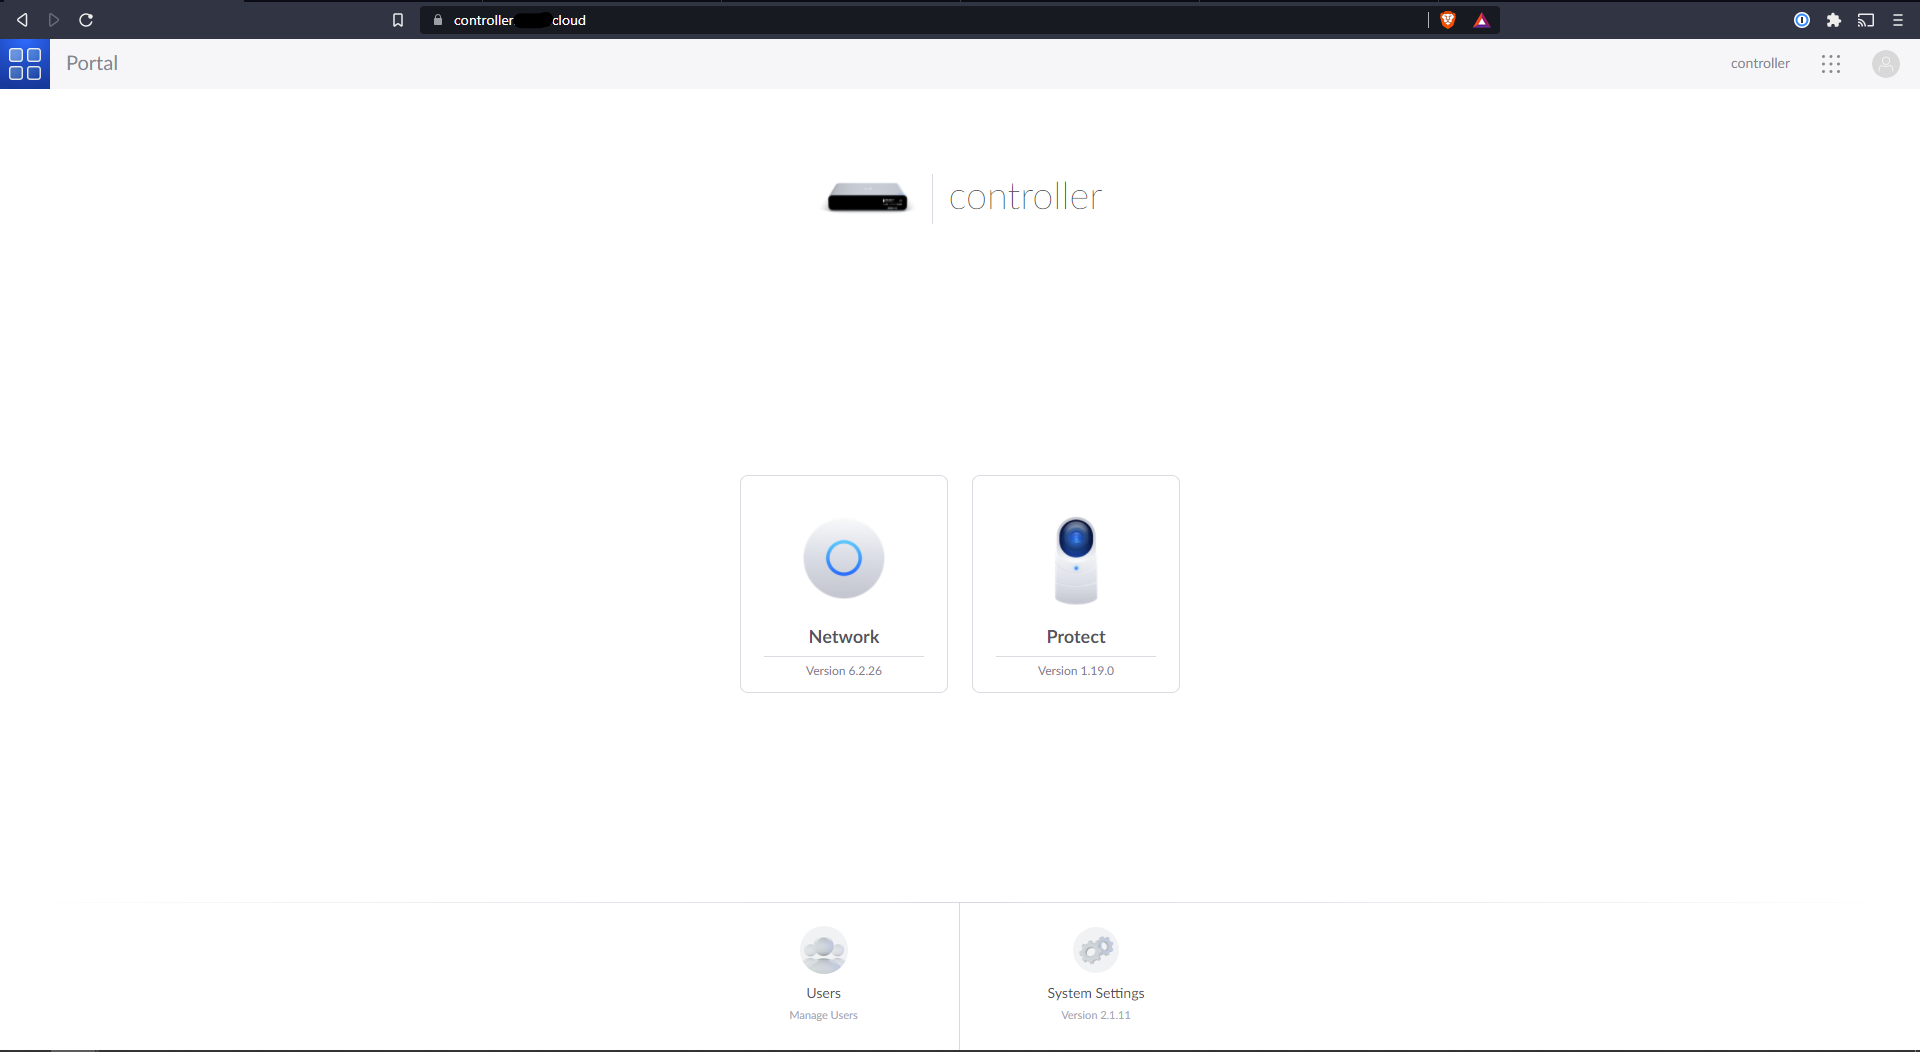 controller. cloud
Portal
controller
controller
Network
Version 6.2.26
Protect
Version 1.19.0
Users
Manage Users
System Settings
Version 2.1.11